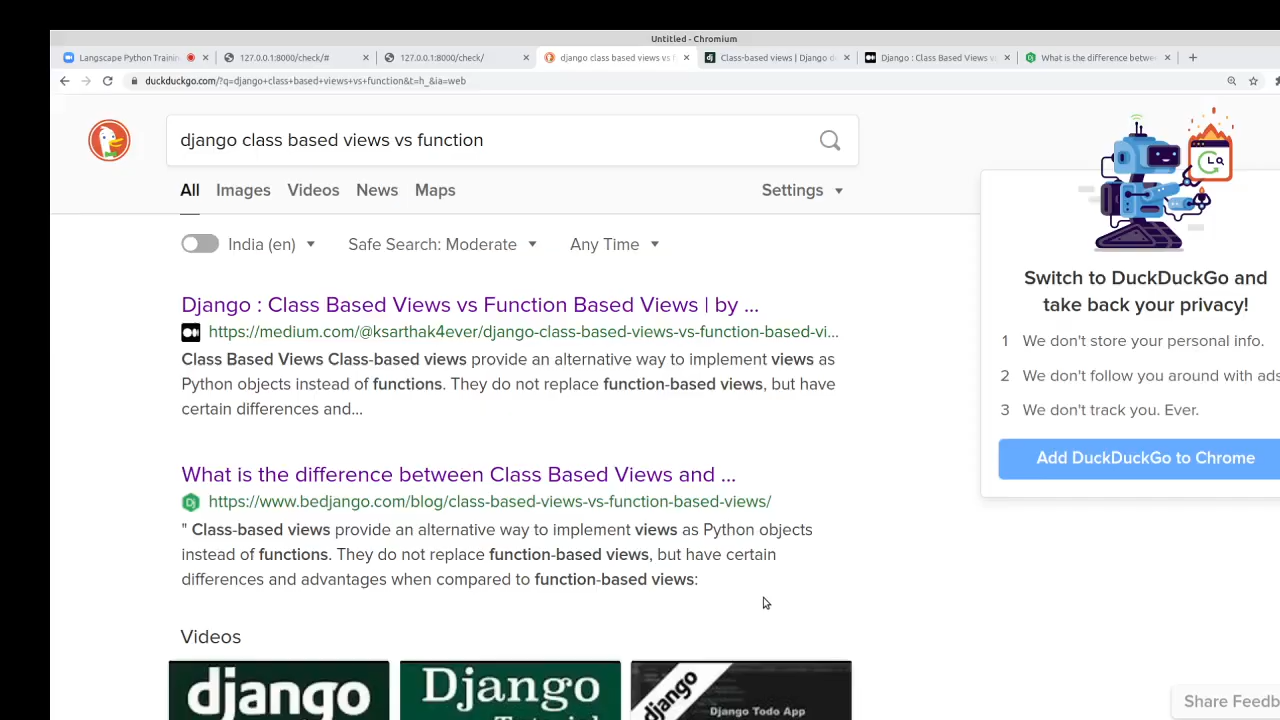 Untitled - Chromium
Langscape Python Trainin
127.0.0.1:8000/check/#
127.0.0.1:8000/check/
django class based views vs f
Class-based views | Django d
Django : Class Based Views v
What is the difference betwe
duckduckgo.com/?q=django+class+based+views+vs+function&t=h_&ia=web
django class based views vs function
All Images Videos News Maps Settings
India (en) Safe Search: Moderate Any Time
Django : Class Based Views vs Function Based Views | by ...
https://medium.com/@ksarthak4ever/django-class-based-views-vs-function-based-vi...
Class Based Views Class-based views provide an alternative way to implement views as
Python objects instead of functions. They do not replace function-based views, but have
certain differences and...
What is the difference between Class Based Views and ...
Dj https://www.bedjango.com/blog/class-based-views-vs-function-based-views/
" Class-based views provide an alternative way to implement views as Python objects
instead of functions. They do not replace function-based views, but have certain
differences and advantages when compared to function-based views:
Videos
django
Django
django
Django Todo App
Switch to DuckDuckGo and
take back your privacy!
1 We don't store your personal info.
2 We don't follow you around with ads
3 We don't track you. Ever.
Add DuckDuckGo to Chrome
Share Feedb